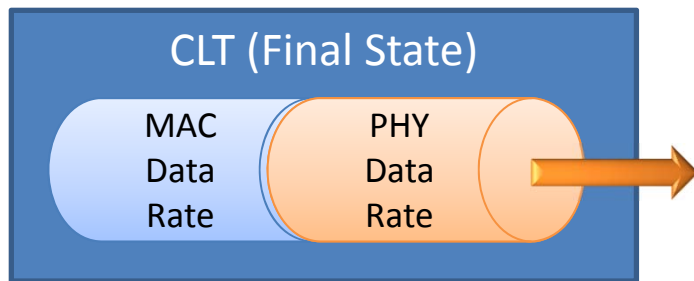 CLT (Final State)
MAC
Data
Rate
PHY
Data
Rate